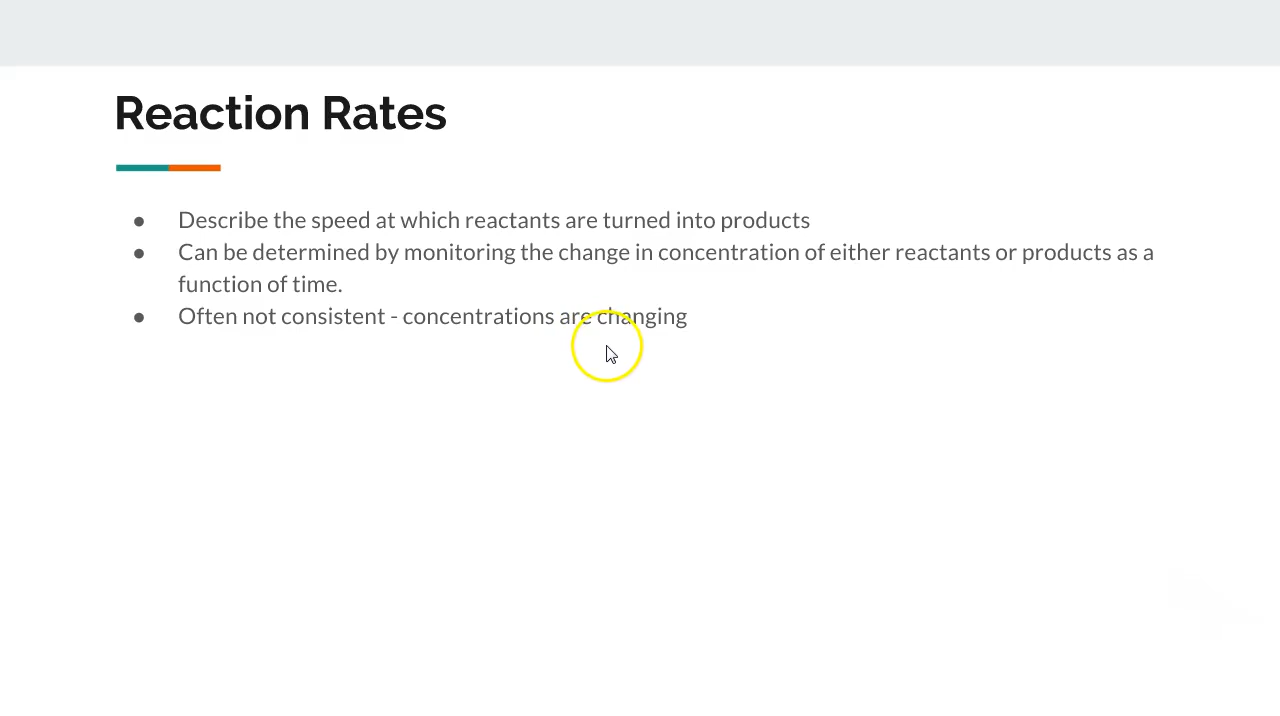 Reaction Rates
● Describe the speed at which reactants are turned into products
● Can be determined by monitoring the change in concentration of either reactants or products as a
function of time.
● Often not consistent - concentrations are changing